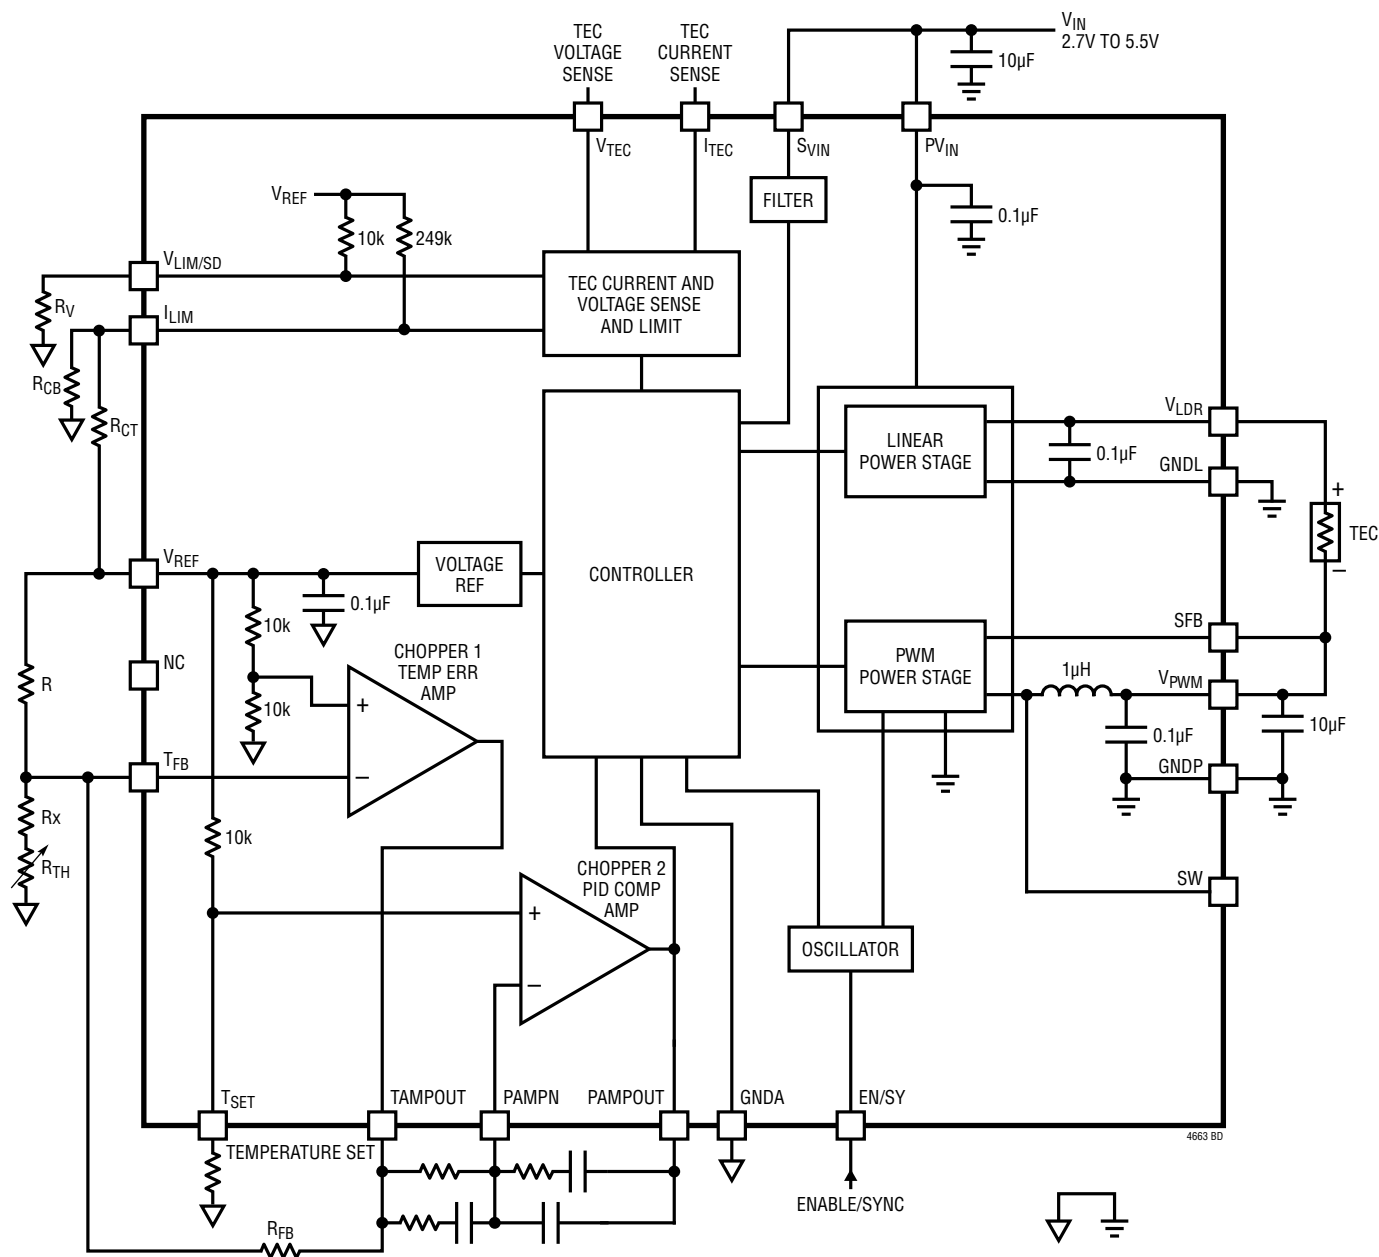 TEC
VOLTAGE
SENSE
TEC
CURRENT
SENSE
VIN
2.7V TO 5.5V
10µF
VTEC
ITEC
SVIN
PVIN
VREF
10k
249k
FILTER
0.1µF
VLIM/SD
RV
ILIM
RCB
RCT
TEC CURRENT AND
VOLTAGE SENSE
AND LIMIT
VLDR
LINEAR
POWER STAGE
0.1µF
GNDL
+
TEC
–
VREF
VOLTAGE
REF
CONTROLLER
0.1µF
10k
CHOPPER 1
TEMP ERR
AMP
NC
R
10k
+
–
TFB
PWM
POWER STAGE
SFB
1µH
VPWM
0.1µF
10µF
GNDP
Rx
RTH
10k
CHOPPER 2
PID COMP
AMP
+
–
SW
OSCILLATOR
TSET
TAMPOUT
PAMPN
PAMPOUT
GNDA
EN/SY
4663 BD
TEMPERATURE SET
ENABLE/SYNC
RFB